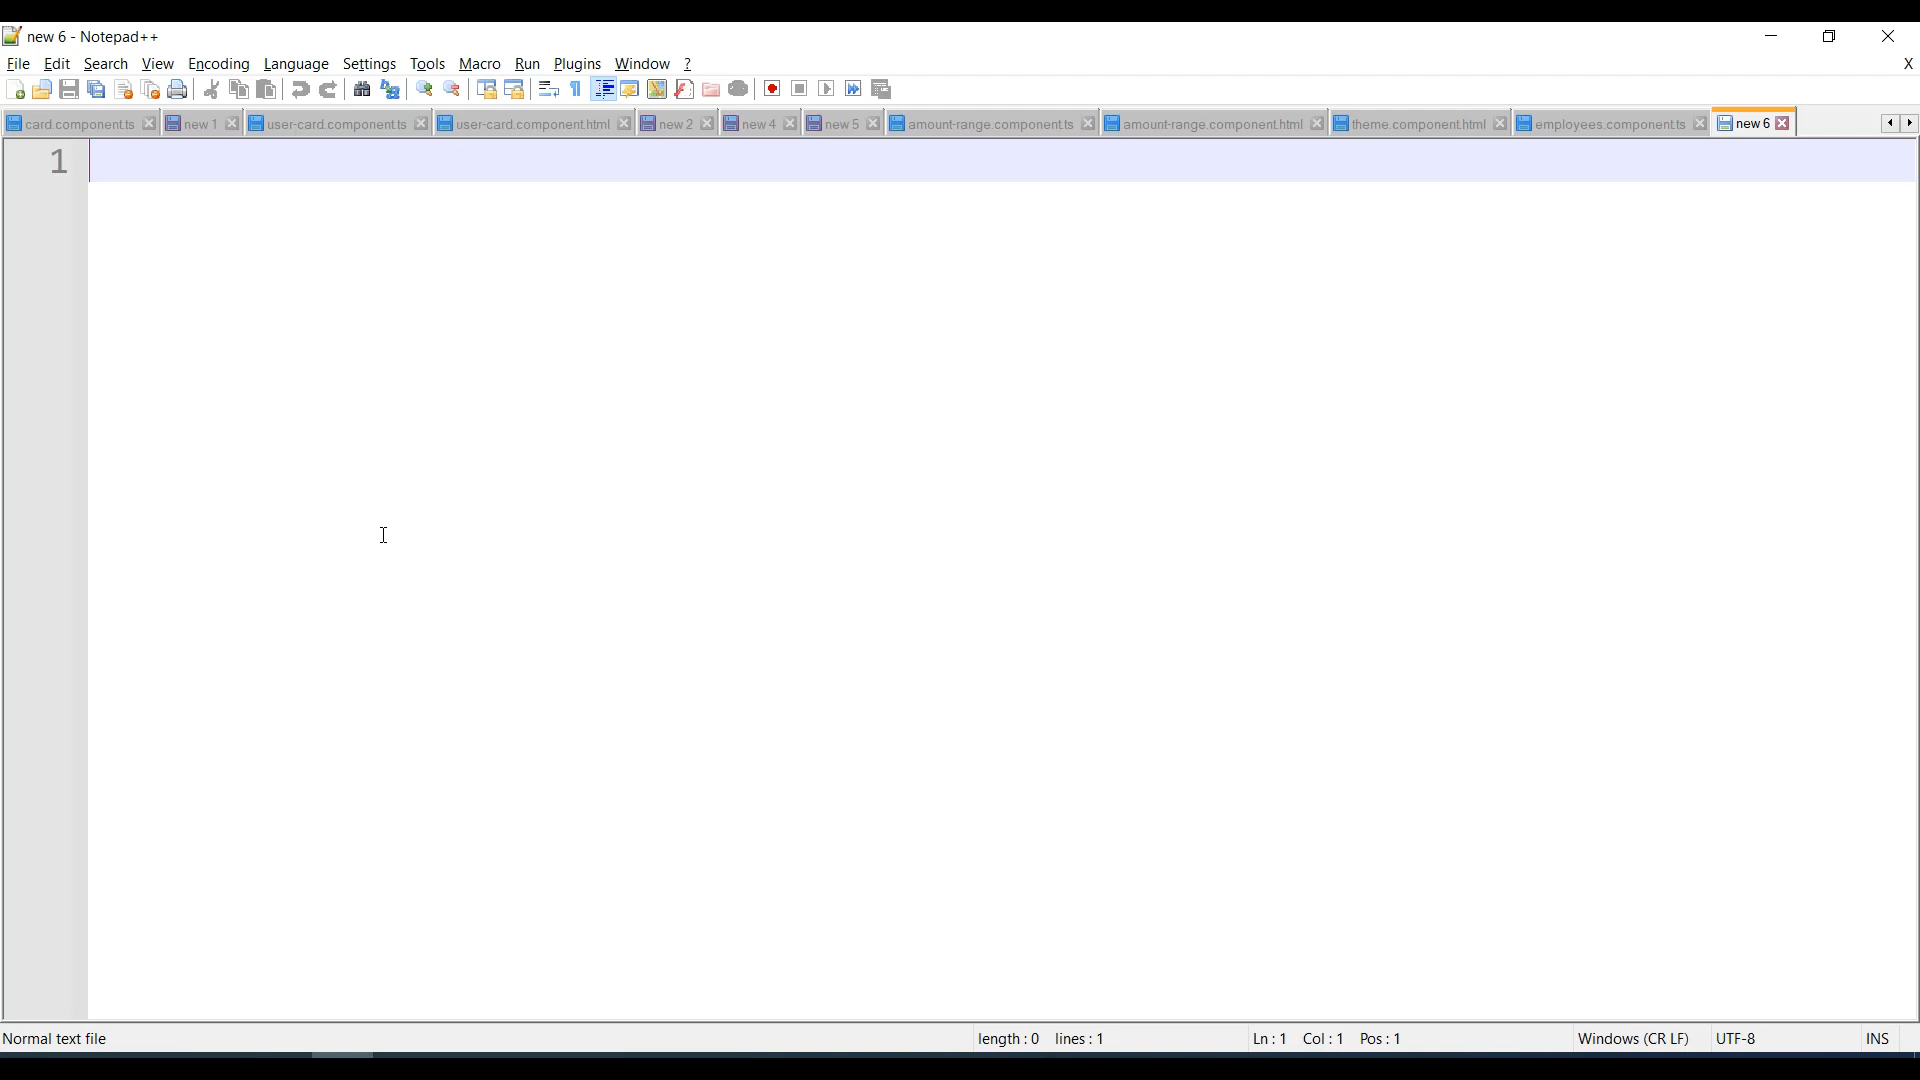 new 6 - Notepad++
File Edit Search View Encoding Language Settings Tools Macro Run Plugins Window ? X
card.component.ts new 1 user-card.component.ts user-card.component.html new 2 new 4 new 5 amount-range.component.ts amount-range.component.html theme.component.html employees.component.ts new 6
1
Normal text file length : 0 lines : 1 Ln : 1 Col : 1 Pos : 1 Windows (CR LF) UTF-8 INS